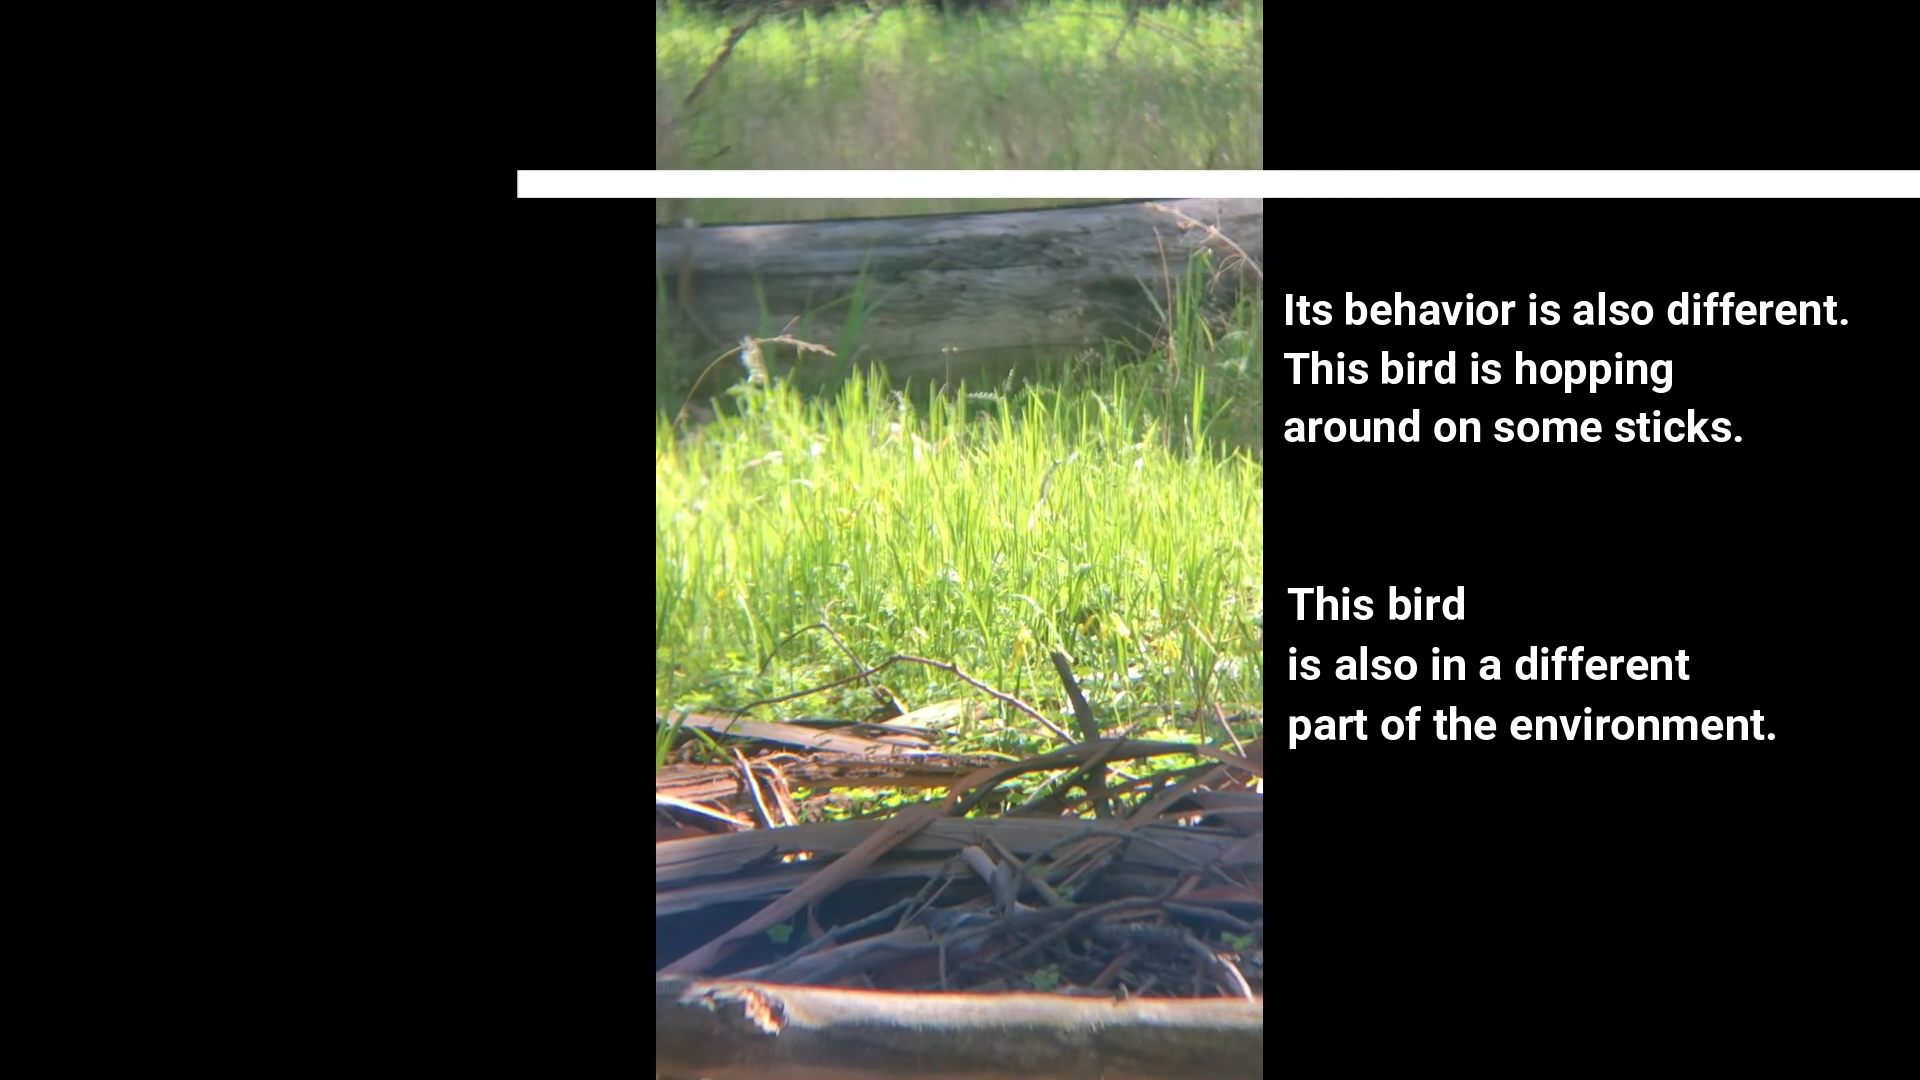 Its behavior is also different.
This bird is hopping
around on some sticks.
This bird
is also in a different
part of the environment.